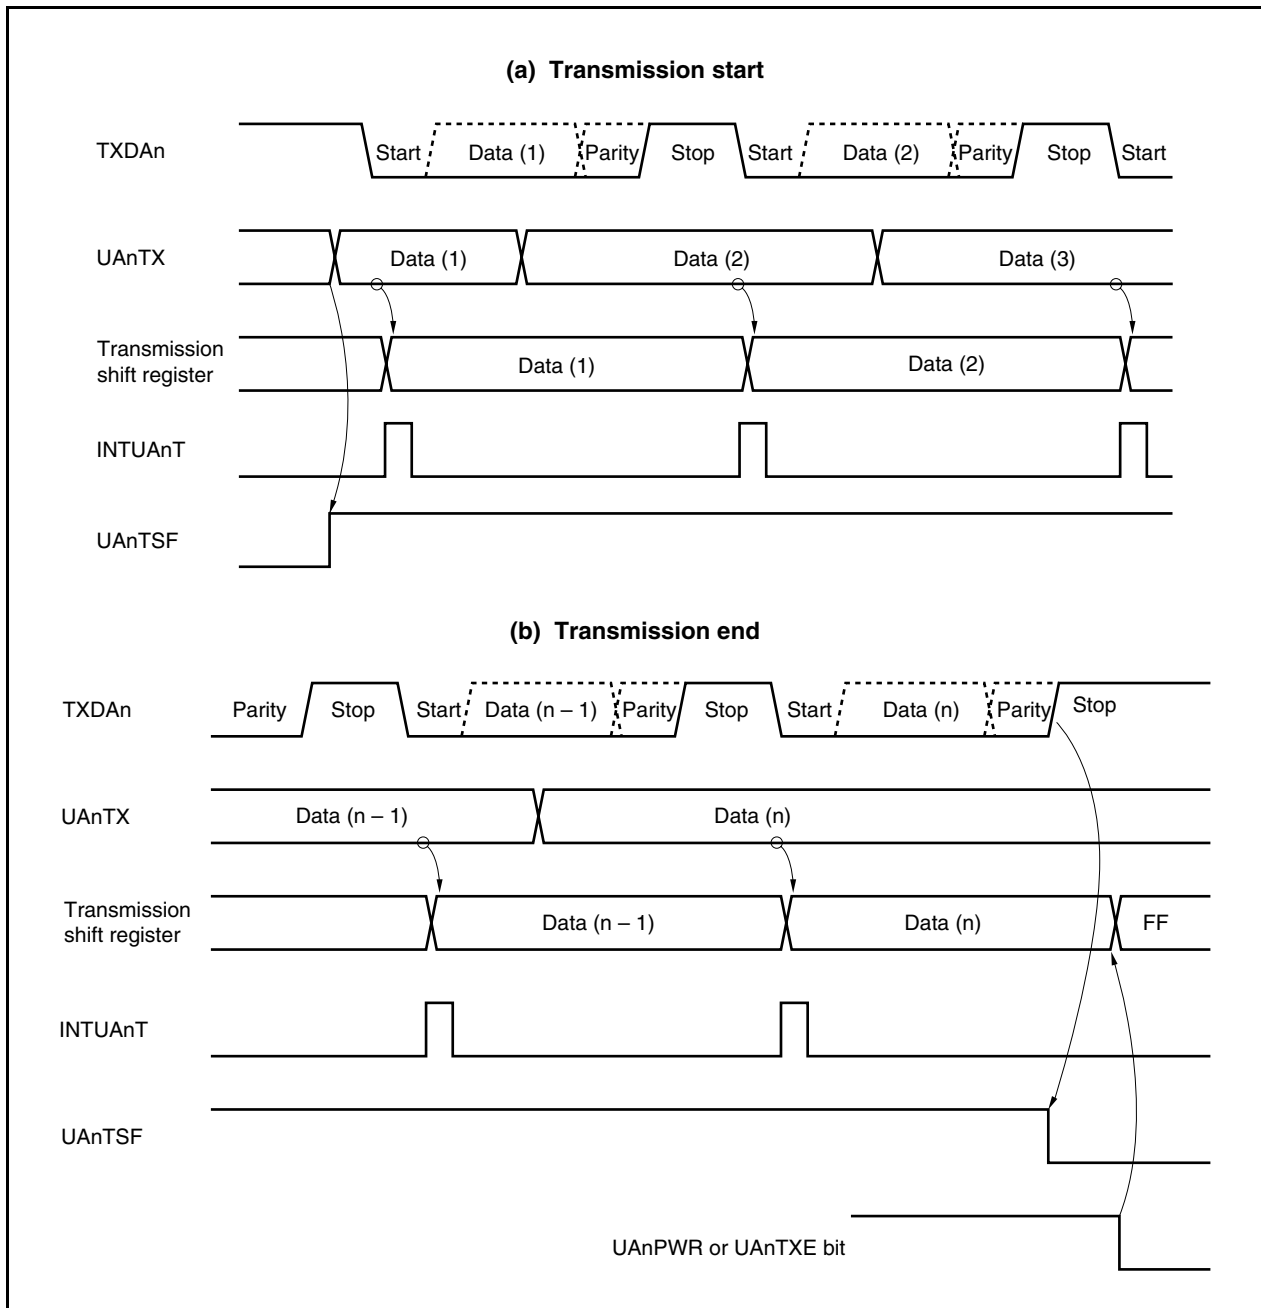 (a) Transmission start
TXDAn
Start Data (1) Parity Stop Start Data (2) Parity Stop Start
UAnTX
Data (1) Data (2) Data (3)
Transmission
shift register
Data (1) Data (2)
INTUAnT
UAnTSF
(b) Transmission end
TXDAn
Parity Stop Start Data (n – 1) Parity Stop Start Data (n) Parity Stop
UAnTX
Data (n – 1) Data (n)
Transmission
shift register
Data (n – 1) Data (n) FF
INTUAnT
UAnTSF
UAnPWR or UAnTXE bit